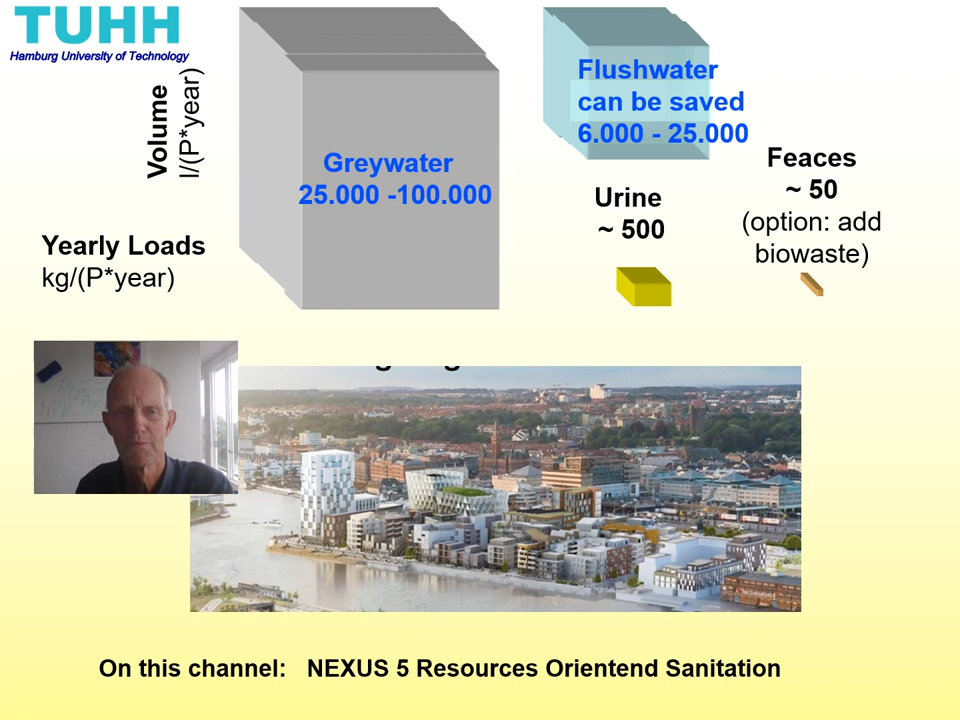 TUHH
Hamburg University of Technology
Volume
l/(P*year)
Yearly Loads
kg/(P*year)
Greywater
25.000 -100.000
Flushwater
can be saved
6.000 - 25.000
Urine
~ 500
Feaces
~ 50
(option: add
biowaste)
On this channel: NEXUS 5 Resources Orientend Sanitation